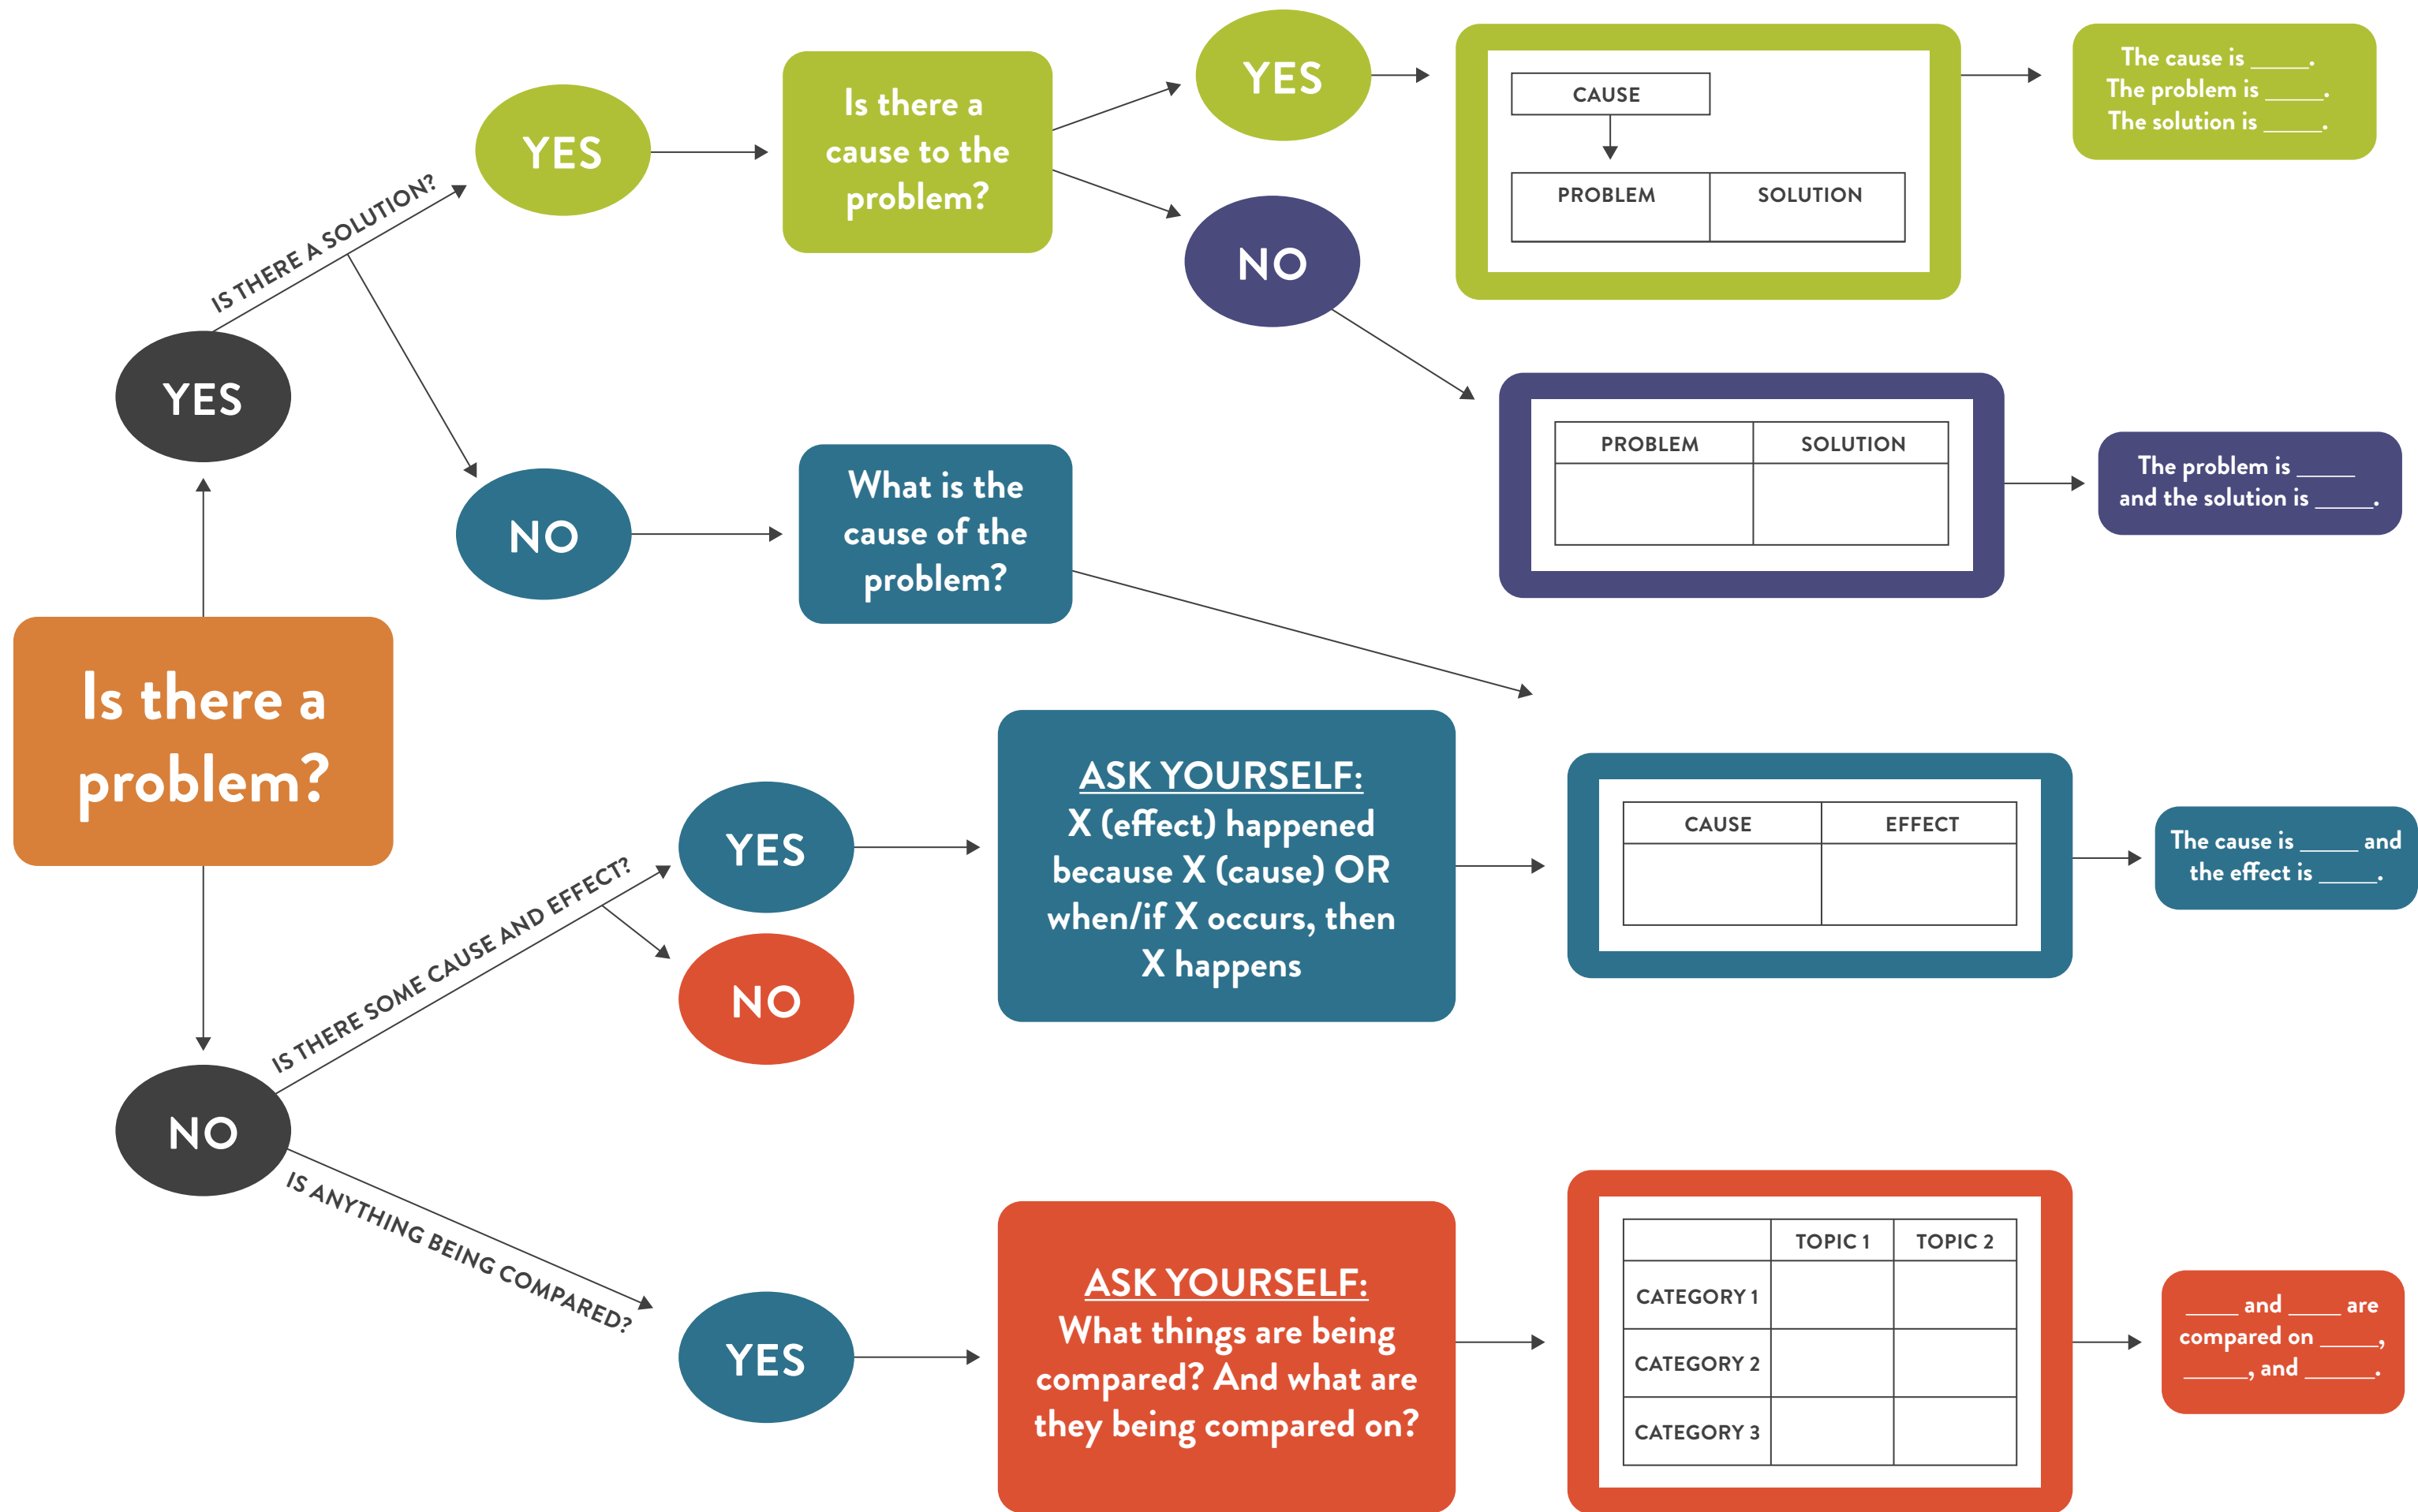 Is there a
problem?
YES
IS THERE A SOLUTION?
YES
Is there a
cause to the
problem?
YES
CAUSE
PROBLEM SOLUTION
The cause is _____.
The problem is _____.
The solution is _____.
NO
PROBLEM SOLUTION
The problem is _____
and the solution is _____.
NO
What is the
cause of the
problem?
NO
IS THERE SOME CAUSE AND EFFECT?
YES
NO
ASK YOURSELF:
X (effect) happened
because X (cause) OR
when/if X occurs, then
X happens
CAUSE EFFECT
The cause is _____ and
the effect is _____.
IS ANYTHING BEING COMPARED?
YES
ASK YOURSELF:
What things are being
compared? And what are
they being compared on?
TOPIC 1 TOPIC 2
CATEGORY 1
CATEGORY 2
CATEGORY 3
_____ and _____ are
compared on _____,
_____, and _____.